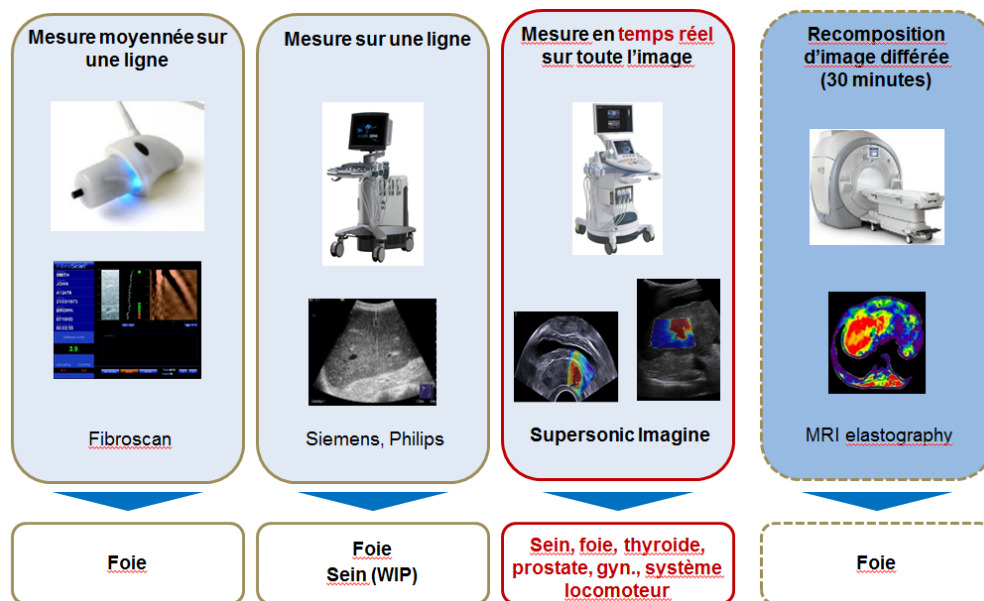 Mesure moyennée sur
une ligne
Fibroscan
Mesure sur une ligne
Siemens, Philips
Mesure en temps réel
sur toute l'image
Supersonic Imagine
Recomposition
d'image différée
(30 minutes)
MRI elastography
Foie
Foie
Sein (WIP)
Sein, foie, thyroide,
prostate, gyn., système
locomoteur
Foie